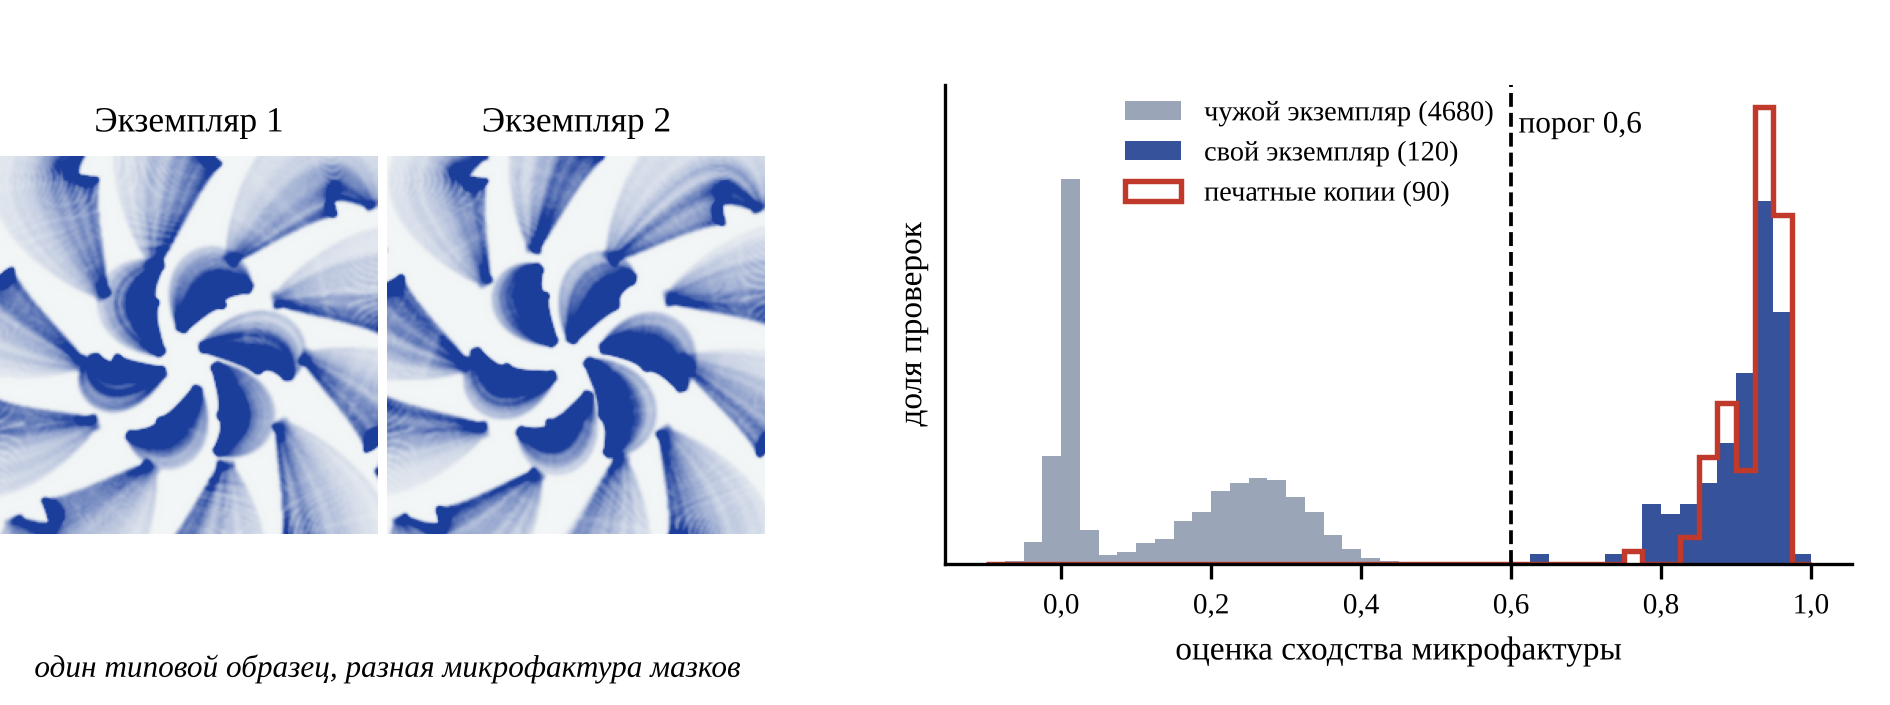 Экземпляр 1
Экземпляр 2
один типовой образец, разная микрофактура мазков
чужой экземпляр (4680)
свой экземпляр (120)
печатные копии (90)
порог 0,6
доля проверок
0,0
0,2
0,4
0,6
0,8
1,0
оценка сходства микрофактуры